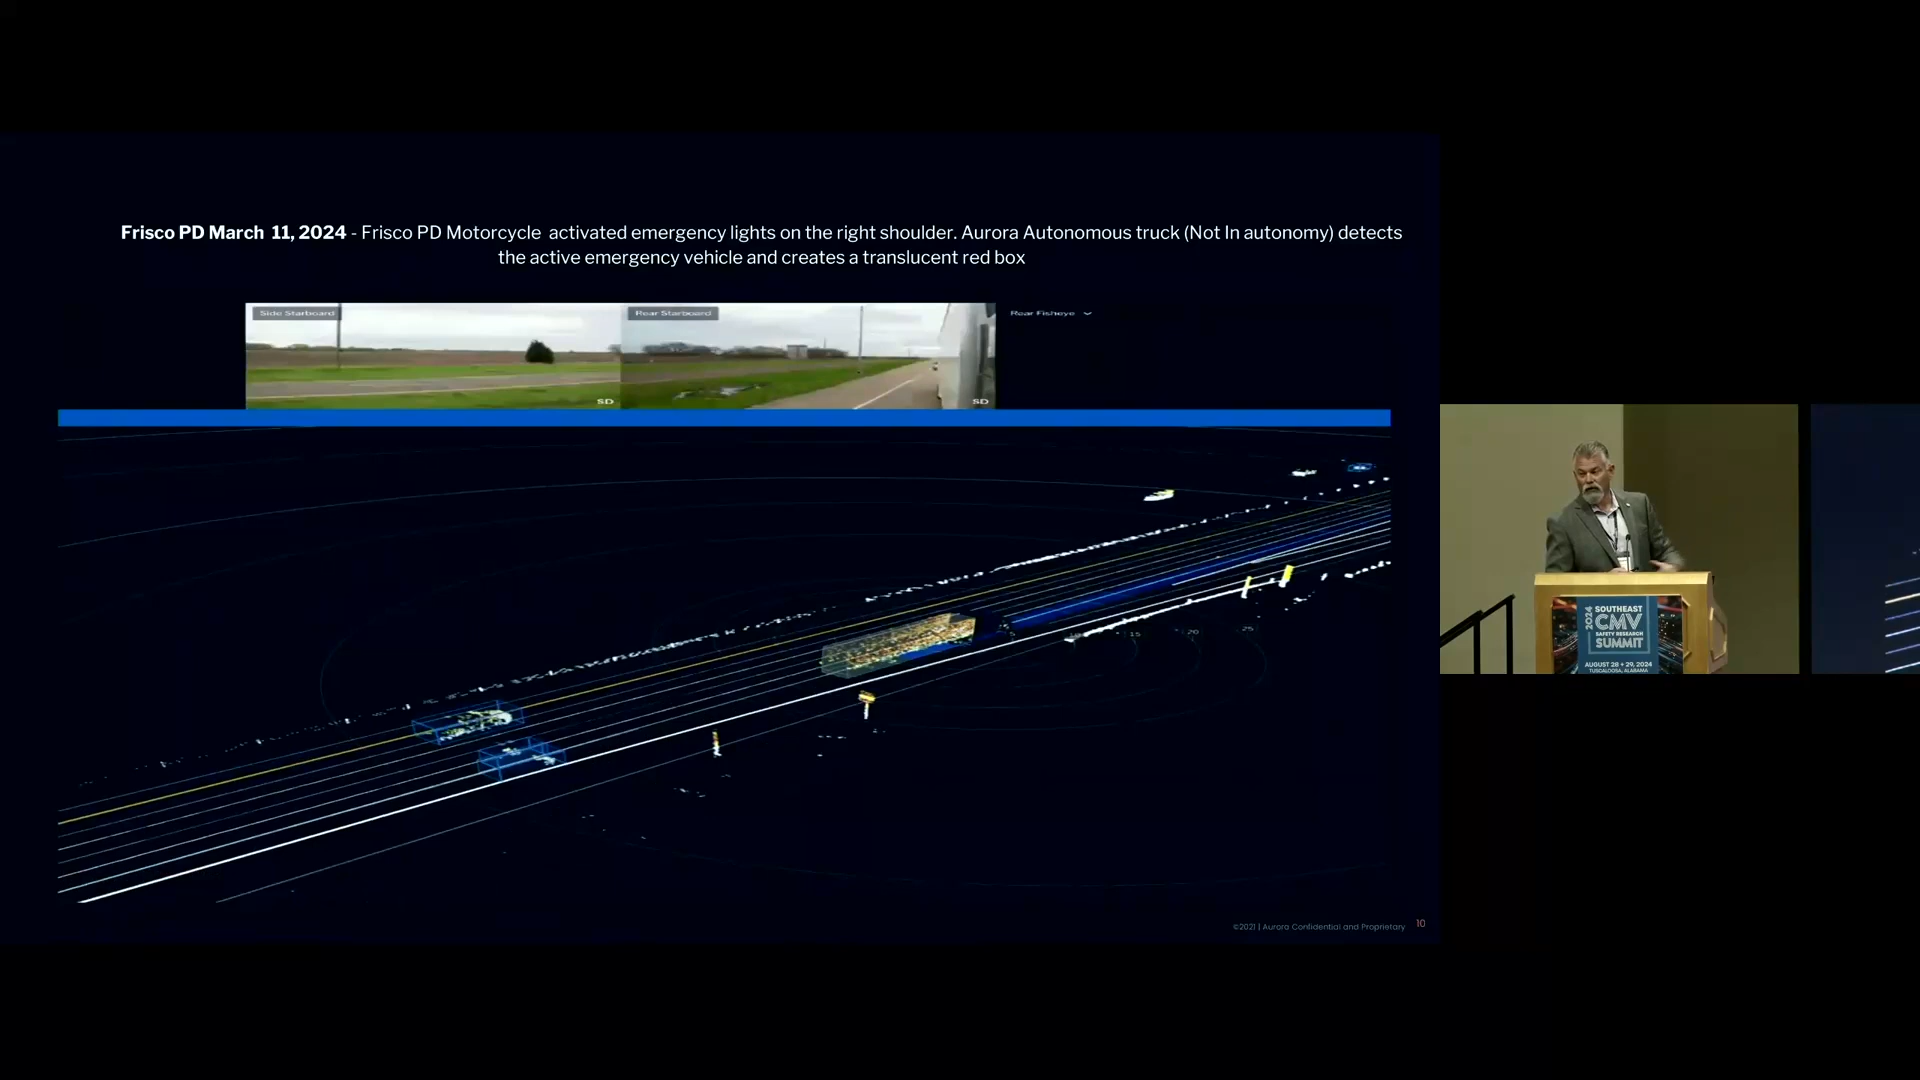 Frisco PD March 11, 2024 - Frisco PD Motorcycle activated emergency lights on the right shoulder. Aurora Autonomous truck (Not In autonomy) detects
the active emergency vehicle and creates a translucent red box
Side Starboard
Rear Starboard
Rear Fisheye
SD
SD
15
20
25
2024
SOUTHEAST
CMV
SAFETY RESEARCH
SUMMIT
AUGUST 28 + 29, 2024
TUSCALOOSA, ALABAMA
©2021 | Aurora Confidential and Proprietary
10